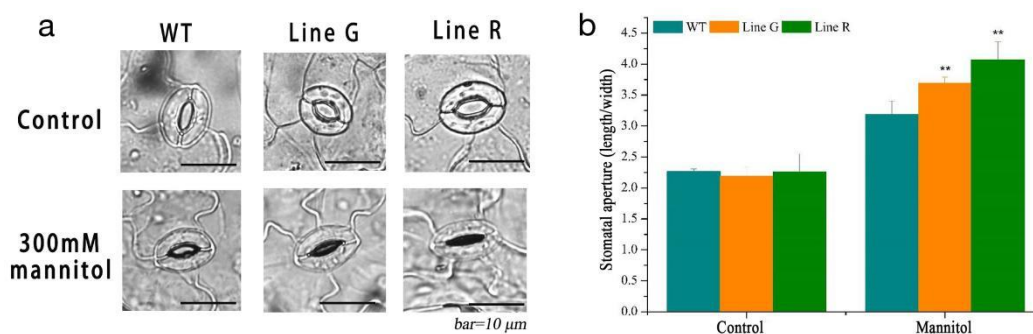 a
WT
Line G
Line R
Control
300mM
mannitol
bar=10 μm
b
WT
Line G
Line R
Stomatal aperture (length/width)
4.5
4.0
3.5
3.0
2.5
2.0
1.5
1.0
0.5
0.0
**
**
Control
Mannitol